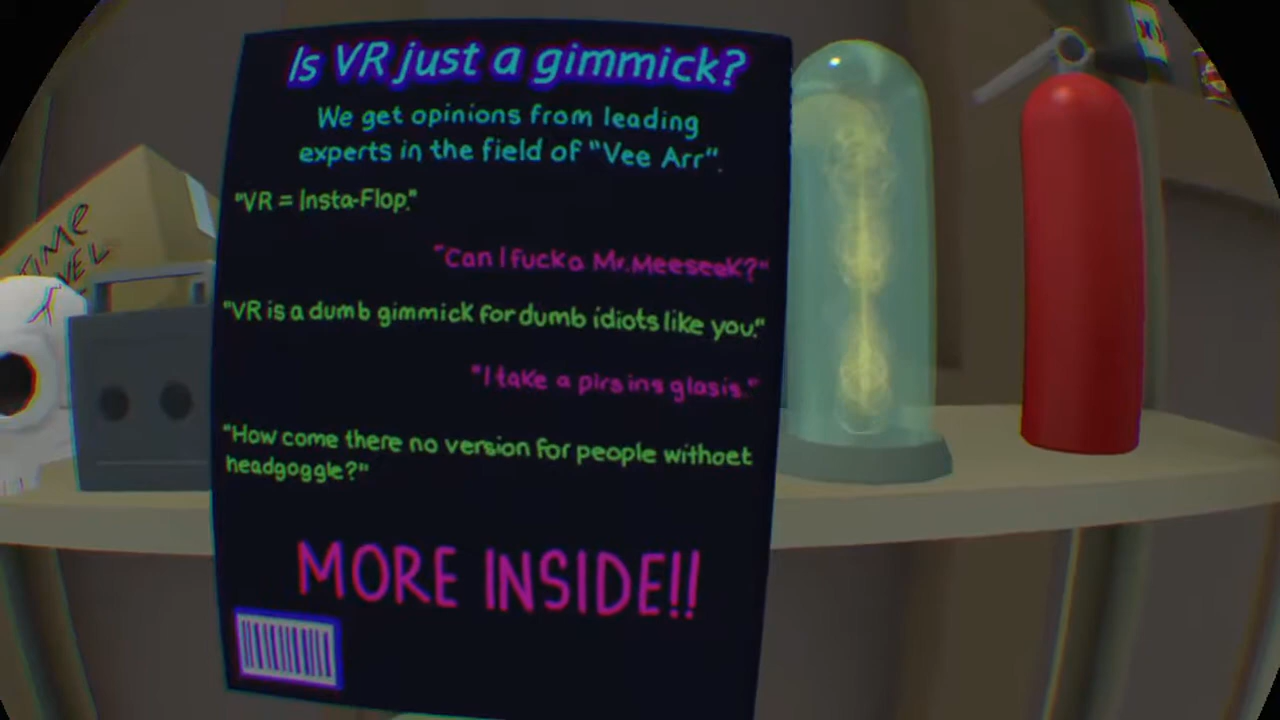 Is VR just a gimmick?
We get opinions from leading
experts in the field of "Vee Arr".
"VR = Insta-Flop."
"Can I fuck a Mr. Meeseek?"
"VR is a dumb gimmick for dumb idiots like you."
"I take a pirs ins glasis."
"How come there no version for people withoet
headgoggle?"
MORE INSIDE!!
TIME